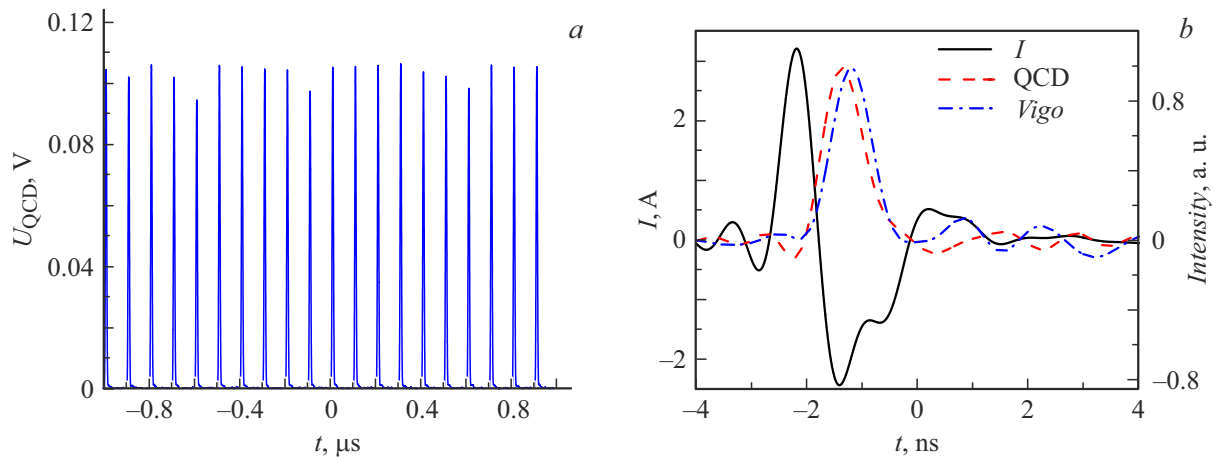 a
0.12
0.08
0.04
0
U_QCD, V
–0.8
–0.4
0
0.4
0.8
t, μs
b
I
QCD
Vigo
2
0
–2
I, A
0.8
0
–0.8
Intensity, a. u.
–4
–2
0
2
4
t, ns